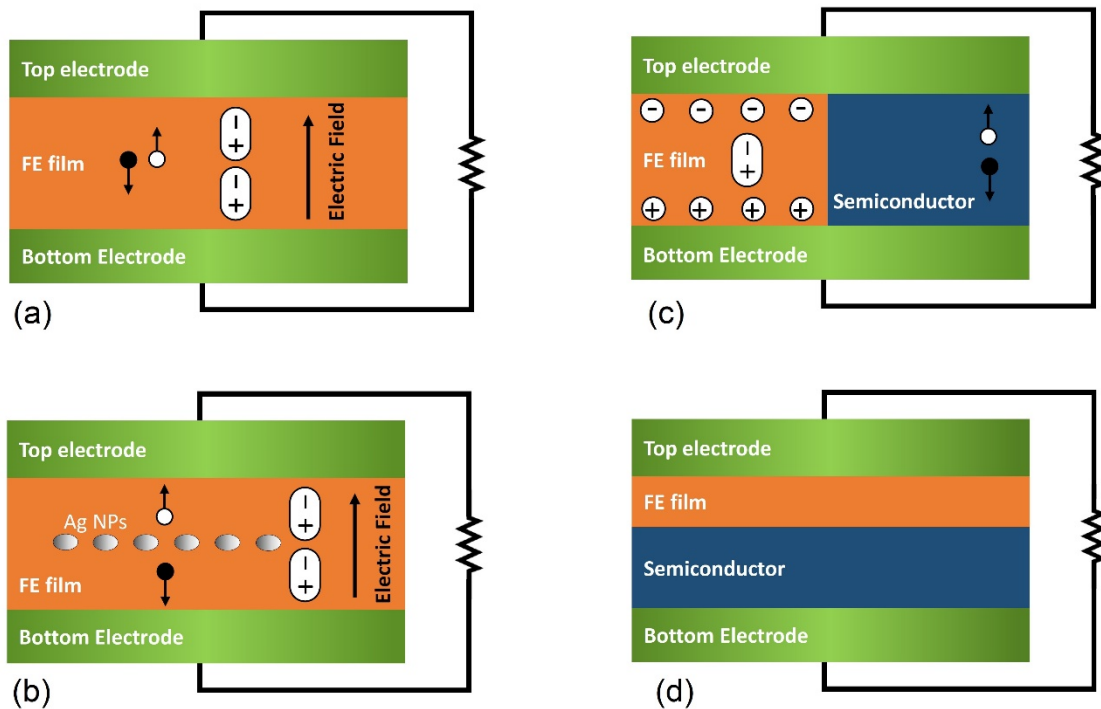 Top electrode
FE film
- +
- +
Electric Field
Bottom Electrode
(a)
Top electrode
- - - -
FE film
- +
Semiconductor
+ + + +
Bottom Electrode
(c)
Top electrode
Ag NPs
- +
- +
Electric Field
FE film
Bottom Electrode
(b)
Top electrode
FE film
Semiconductor
Bottom Electrode
(d)